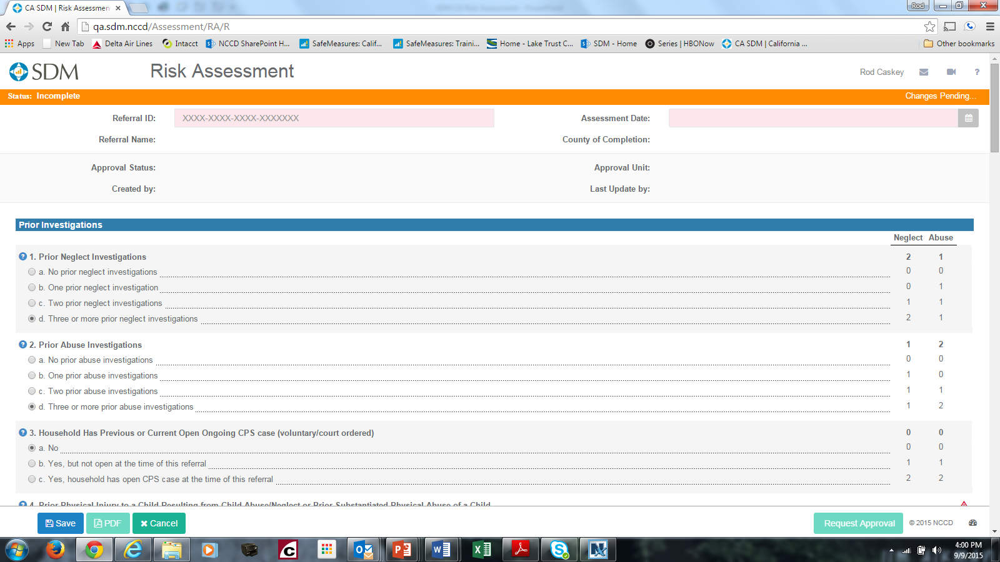 CA SDM | Risk Assessmen
Rod
qa.sdm.nccd/Assessment/RA/R
Apps New Tab Delta Air Lines Intacct NCCD SharePoint H... SafeMeasures: Calif... SafeMeasures: Traini... Home - Lake Trust C... SDM - Home Series | HBONow CA SDM | California ... Other bookmarks
SDM Risk Assessment Rod Caskey ?
Status: Incomplete Changes Pending...
Referral ID: XXXX-XXXX-XXXX-XXXXXXX Assessment Date:
Referral Name: County of Completion:
Approval Status: Approval Unit:
Created by: Last Update by:
Prior Investigations
Neglect Abuse
? 1. Prior Neglect Investigations 2 1
a. No prior neglect investigations 0 0
b. One prior neglect investigation 0 1
c. Two prior neglect investigations 1 1
d. Three or more prior neglect investigations 2 1
? 2. Prior Abuse Investigations 1 2
a. No prior abuse investigations 0 0
b. One prior abuse investigations 1 0
c. Two prior abuse investigations 1 1
d. Three or more prior abuse investigations 1 2
? 3. Household Has Previous or Current Open Ongoing CPS case (voluntary/court ordered) 0 0
a. No 0 0
b. Yes, but not open at the time of this referral 1 1
c. Yes, household has open CPS case at the time of this referral 2 2
4. Prior Physical Injury to a Child Resulting from Child Abuse/Neglect or Prior Substantiated Physical Abuse of a Child
Save PDF Cancel Request Approval © 2015 NCCD
4:00 PM
9/9/2015